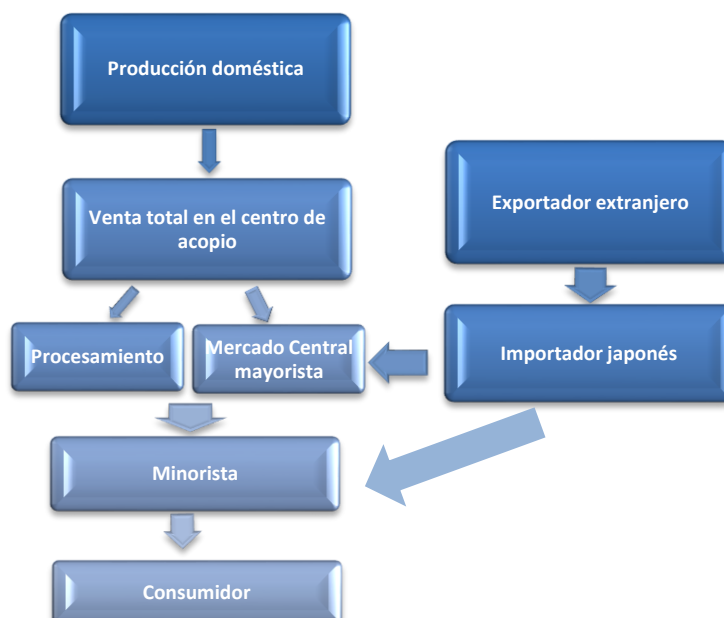 Producción doméstica
Venta total en el centro de
acopio
Exportador extranjero
Procesamiento
Mercado Central
mayorista
Importador japonés
Minorista
Consumidor